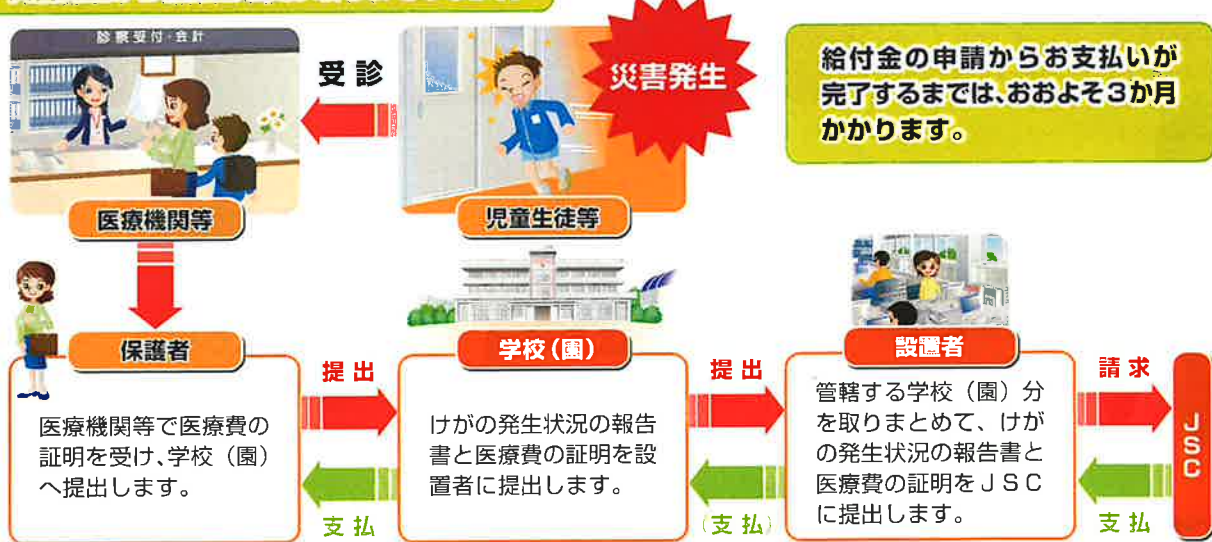 診察受付・会計
受診
災害発生
給付金の申請からお支払いが
完了するまでは、おおよそ3か月
かかります。
医療機関等
児童生徒等
保護者
学校(園)
設置者
提出
提出
請求
医療機関等で医療費の
証明を受け、学校(園)
へ提出します。
けがの発生状況の報告
書と医療費の証明を設
置者に提出します。
管轄する学校(園)分
を取りまとめて、けが
の発生状況の報告書と
医療費の証明をJSC
に提出します。
JSC
支払
(支払)
支払